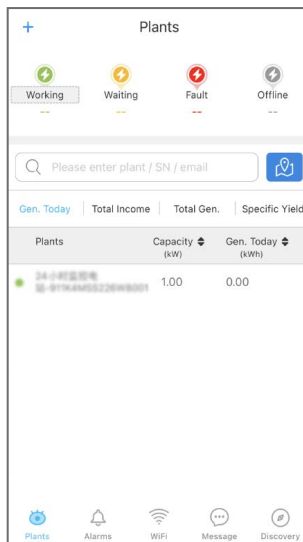 + Plants
Working Waiting Fault Offline
-- -- -- --
Please enter plant / SN / email
Gen. Today Total Income Total Gen. Specific Yield
Plants Capacity Gen. Today
(kW) (kWh)
1.00 0.00
Plants Alarms WiFi Message Discovery